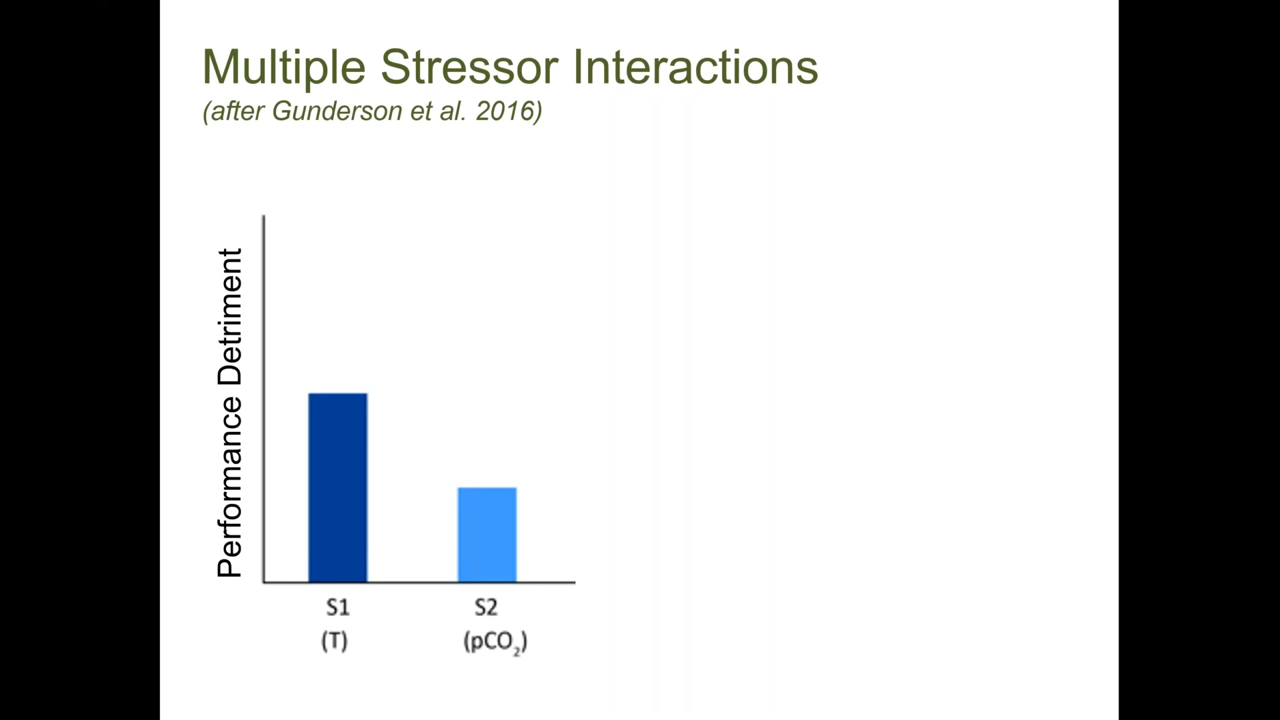 Multiple Stressor Interactions
(after Gunderson et al. 2016)
Performance Detriment
S1 S2
(T) (pCO₂)